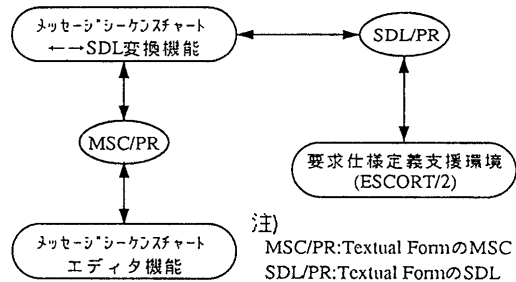 メッセージシーケンスチャート
←→SDL変換機能
SDL/PR
MSC/PR
要求仕様定義支援環境
(ESCORT/2)
メッセージシーケンスチャート
エディタ機能
注)
MSC/PR:Textual FormのMSC
SDL/PR:Textual FormのSDL